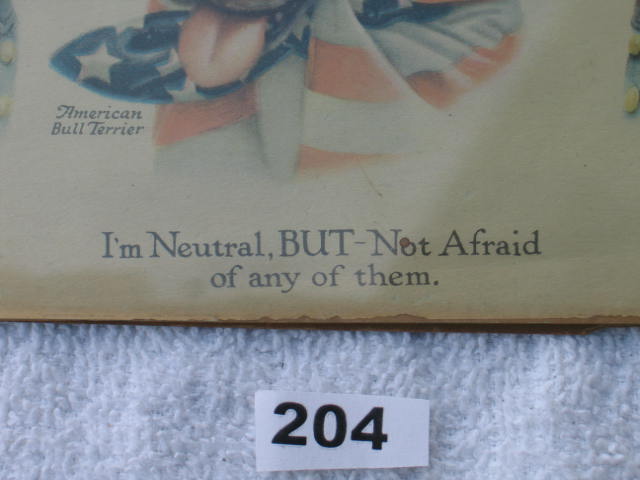 American
Bull Terrier
I'm Neutral, BUT-Not Afraid
of any of them.
204